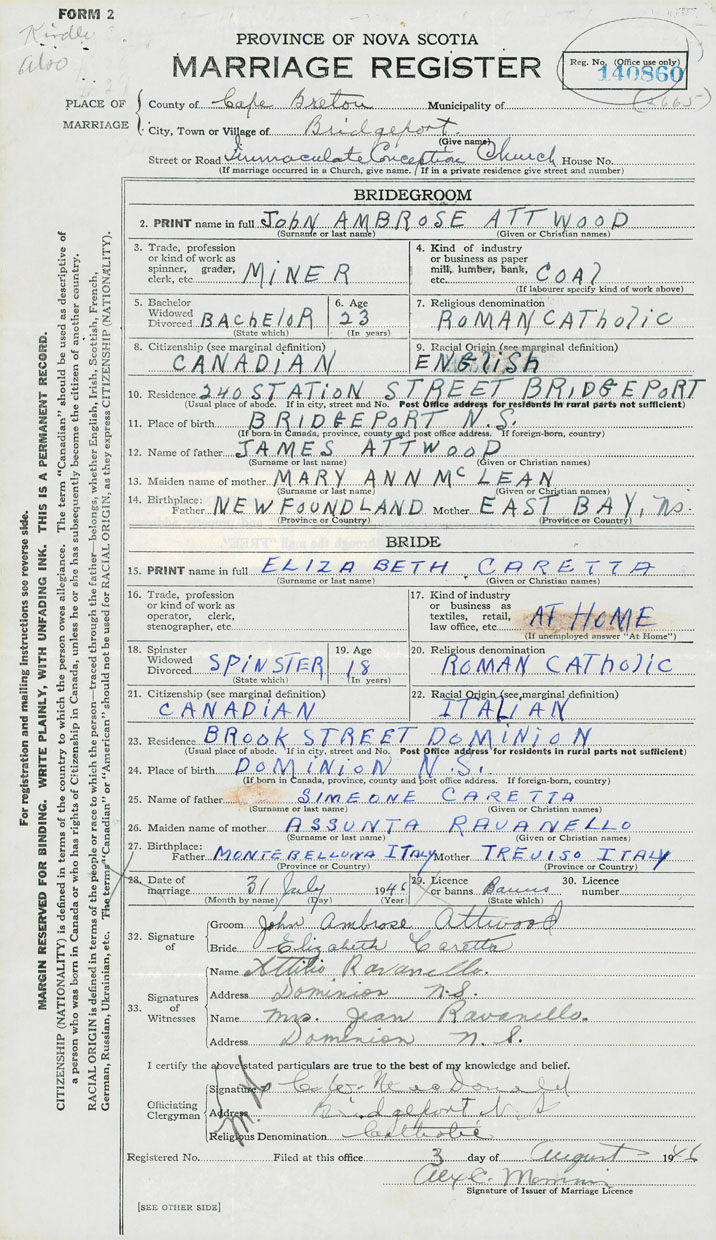 FORM 2
Kirdle
also
PROVINCE OF NOVA SCOTIA
MARRIAGE REGISTER
Reg. No. (Office use only)
140860
(2665)
PLACE OF MARRIAGE
County of Cape Breton Municipality of
City, Town or Village of Bridgeport.
(Give name)
Street or Road Immaculate Conception Church House No.
(If marriage occurred in a Church, give name. If in a private residence give street and number)
BRIDEGROOM
2. PRINT name in full JOHN AMBROSE ATTWOOD
(Surname or last name) (Given or Christian names)
3. Trade, profession or kind of work as spinner, grader, clerk, etc. MINER
4. Kind of industry or business as paper mill, lumber, bank, etc. COAl
(If labourer specify kind of work above)
5. Bachelor Widowed Divorced BACHELOR
(State which)
6. Age 23
(In years)
7. Religious denomination ROMAN CATholic
8. Citizenship (see marginal definition) CANADIAN
9. Racial Origin (see marginal definition) ENGlish
10. Residence 240 STATION STREET BRIDGEPORT
(Usual place of abode. If in city, street and No. Post Office address for residents in rural parts not sufficient)
11. Place of birth BRIDGEPORT N.S.
(If born in Canada, province, county and post office address. If foreign-born, country)
12. Name of father JAMES ATTWOOD
(Surname or last name) (Given or Christian names)
13. Maiden name of mother MARY ANN McLEAN
(Surname or last name) (Given or Christian names)
14. Birthplace: Father NEWFOUNDLAND Mother EAST BAY, NS.
(Province or Country) (Province or Country)
BRIDE
15. PRINT name in full ELIZABETH CARETTA
(Surname or last name) (Given or Christian names)
16. Trade, profession or kind of work as operator, clerk, stenographer, etc.
17. Kind of industry or business as textiles, retail, law office, etc. AT HOME
(If unemployed answer "At Home")
18. Spinster Widowed Divorced SPINSTER
(State which)
19. Age 18
(In years)
20. Religious denomination ROMAN CATholic
21. Citizenship (see marginal definition) CANADIAN
22. Racial Origin (see marginal definition) ITALIAN
23. Residence BROOK STREET DOMINION
(Usual place of abode. If in city, street and No. Post Office address for residents in rural parts not sufficient)
24. Place of birth DOMINION N.S.
(If born in Canada, province, county and post office address. If foreign-born, country)
25. Name of father SIMEONE CARETTA
(Surname or last name) (Given or Christian names)
26. Maiden name of mother ASSUNTA RAVANELLO
(Surname or last name) (Given or Christian names)
27. Birthplace: Father MONTEBELLUNA ITALY Mother TREVISO ITALY
(Province or Country) (Province or Country)
28. Date of marriage 31 July 1946
(Month by name) (Day) (Year)
29. Licence or banns Banns
(State which)
30. Licence number
32. Signature of
Groom John Ambrose Attwood
Bride Elizabeth Caretta
33. Signatures of Witnesses
Name Attilio Ravanello.
Address Dominion N.S.
Name Mrs. Jean Ravanello.
Address Dominion N.S.
I certify the above stated particulars are true to the best of my knowledge and belief.
Officiating Clergyman
Signature MacDonald
Address Bridgeport N S
Religious Denomination Catholic
Registered No. Filed at this office 3 day of August 1946
Alex C.
Signature of Issuer of Marriage Licence
[SEE OTHER SIDE]
For registration and mailing instructions see reverse side.
MARGIN RESERVED FOR BINDING. WRITE PLAINLY, WITH UNFADING INK. THIS IS A PERMANENT RECORD.
CITIZENSHIP (NATIONALITY) is defined in terms of the country to which the person owes allegiance. The term "Canadian" should be used as descriptive of
a person who was born in Canada or who has rights of Citizenship in Canada, unless he or she has subsequently become the citizen of another country.
RACIAL ORIGIN is defined in terms of the people or race to which the person—traced through the father—belongs, whether English, Irish, Scottish, French,
German, Russian, Ukrainian, etc. The terms "Canadian" or "American" should not be used for RACIAL ORIGIN, as they express CITIZENSHIP (NATIONALITY).